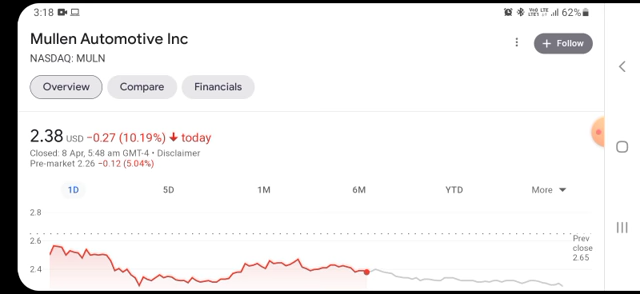 3:18 62%
Mullen Automotive Inc
NASDAQ: MULN
+ Follow
Overview Compare Financials
2.38 USD −0.27 (10.19%) ↓ today
Closed: 8 Apr, 5:48 am GMT-4 • Disclaimer
Pre-market 2.26 −0.12 (5.04%)
1D 5D 1M 6M YTD More
2.8
2.6
2.4
Prev
close
2.65